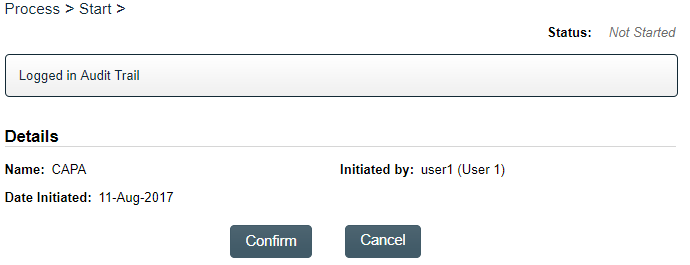 Process > Start >
Status: Not Started
Logged in Audit Trail
Details
Name: CAPA Initiated by: user1 (User 1)
Date Initiated: 11-Aug-2017
Confirm Cancel